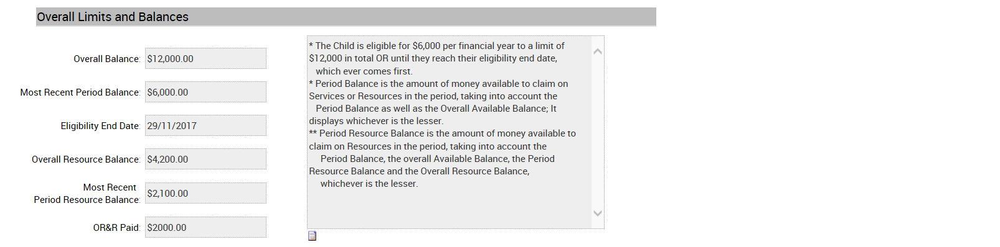 Overall Limits and Balances
Overall Balance: $12,000.00
Most Recent Period Balance: $6,000.00
Eligibility End Date: 29/11/2017
Overall Resource Balance: $4,200.00
Most Recent
Period Resource Balance: $2,100.00
OR&R Paid: $2000.00
* The Child is eligible for $6,000 per financial year to a limit of
$12,000 in total OR until they reach their eligibility end date,
which ever comes first.
* Period Balance is the amount of money available to claim on
Services or Resources in the period, taking into account the
Period Balance as well as the Overall Available Balance; It
displays whichever is the lesser.
** Period Resource Balance is the amount of money available to
claim on Resources in the period, taking into account the
Period Balance, the overall Available Balance, the Period
Resource Balance and the Overall Resource Balance,
whichever is the lesser.